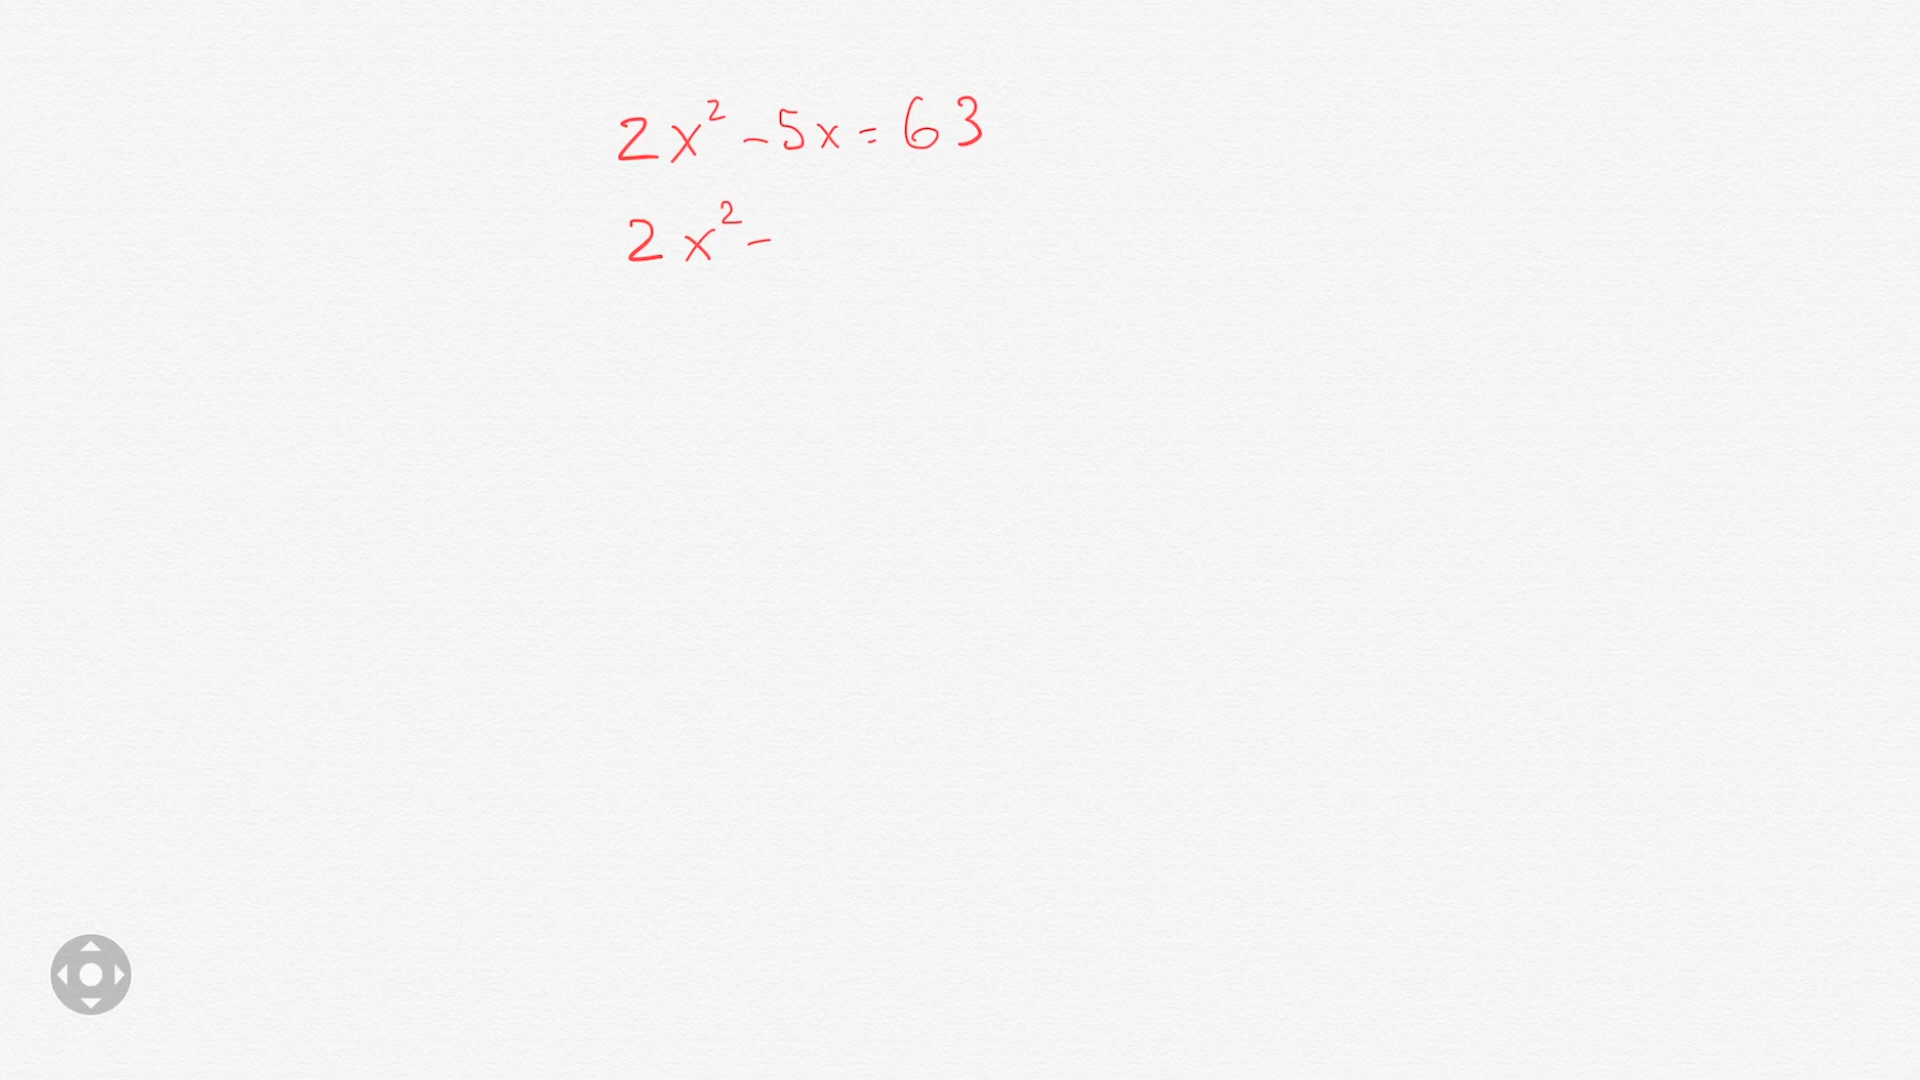 2x² - 5x = 63
2x² -